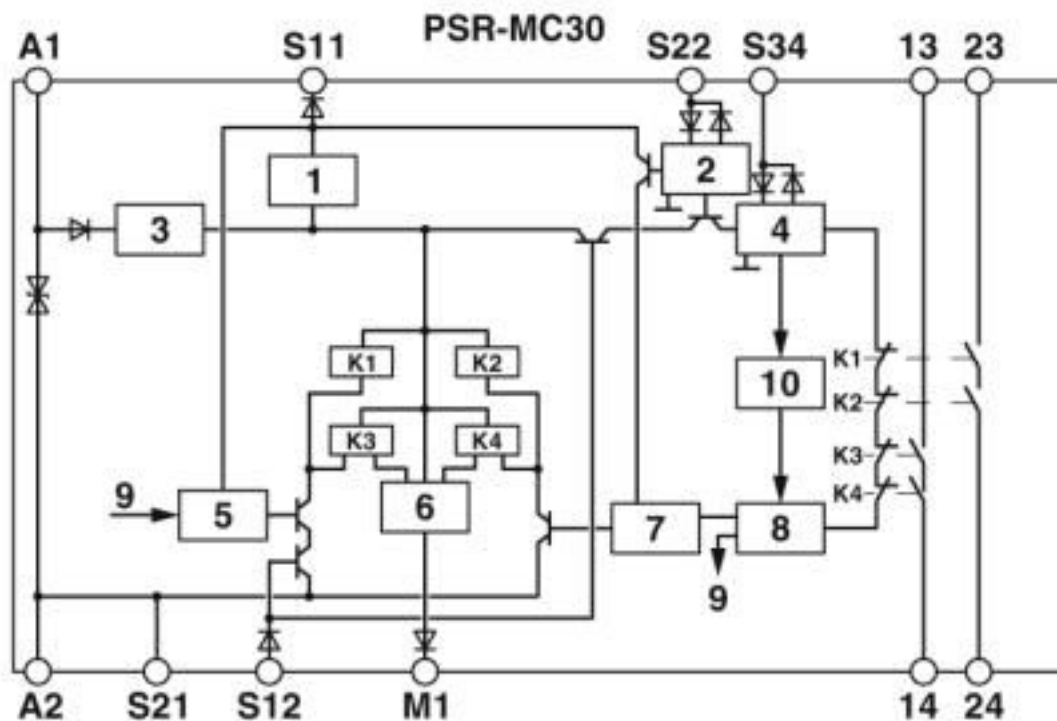 PSR-MC30
A1 S11 S22 S34 13 23
1 2
3 4
K1 K2 10 K1
K2
K3 K4 K3
K4
9 5 6 7 8
9
A2 S21 S12 M1 14 24